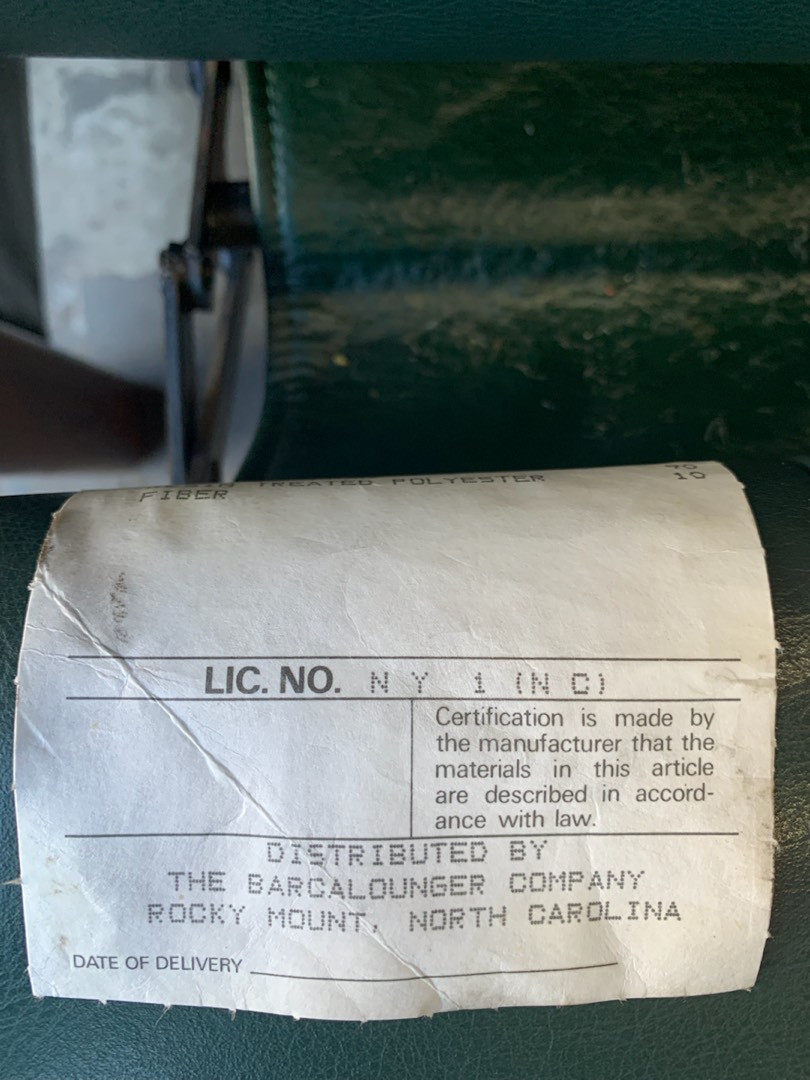 TREATED POLYESTER 70
FIBER 10
LIC. NO. N Y 1 (N C)
Certification is made by
the manufacturer that the
materials in this article
are described in accord-
ance with law.
DISTRIBUTED BY
THE BARCALOUNGER COMPANY
ROCKY MOUNT, NORTH CAROLINA
DATE OF DELIVERY